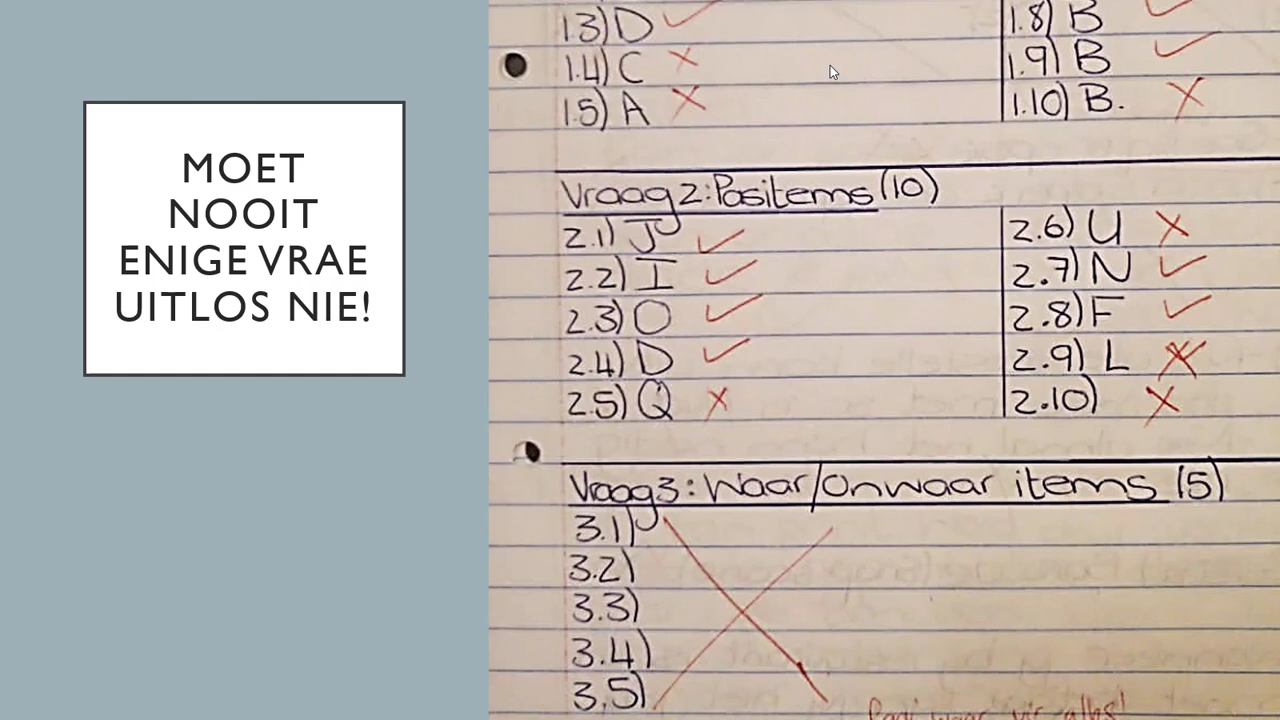 MOET
NOOIT
ENIGE VRAE
UITLOS NIE!
1.3) D
1.4) C
1.5) A
1.8) B
1.9) B
1.10) B.
Vraag 2: Pasitems (10)
2.1) J
2.2) I
2.3) O
2.4) D
2.5) Q
2.6) U
2.7) N
2.8) F
2.9) L
2.10)
Vraag 3: Waar/Onwaar items (5)
3.1)
3.2)
3.3)
3.4)
3.5)
vir alles!